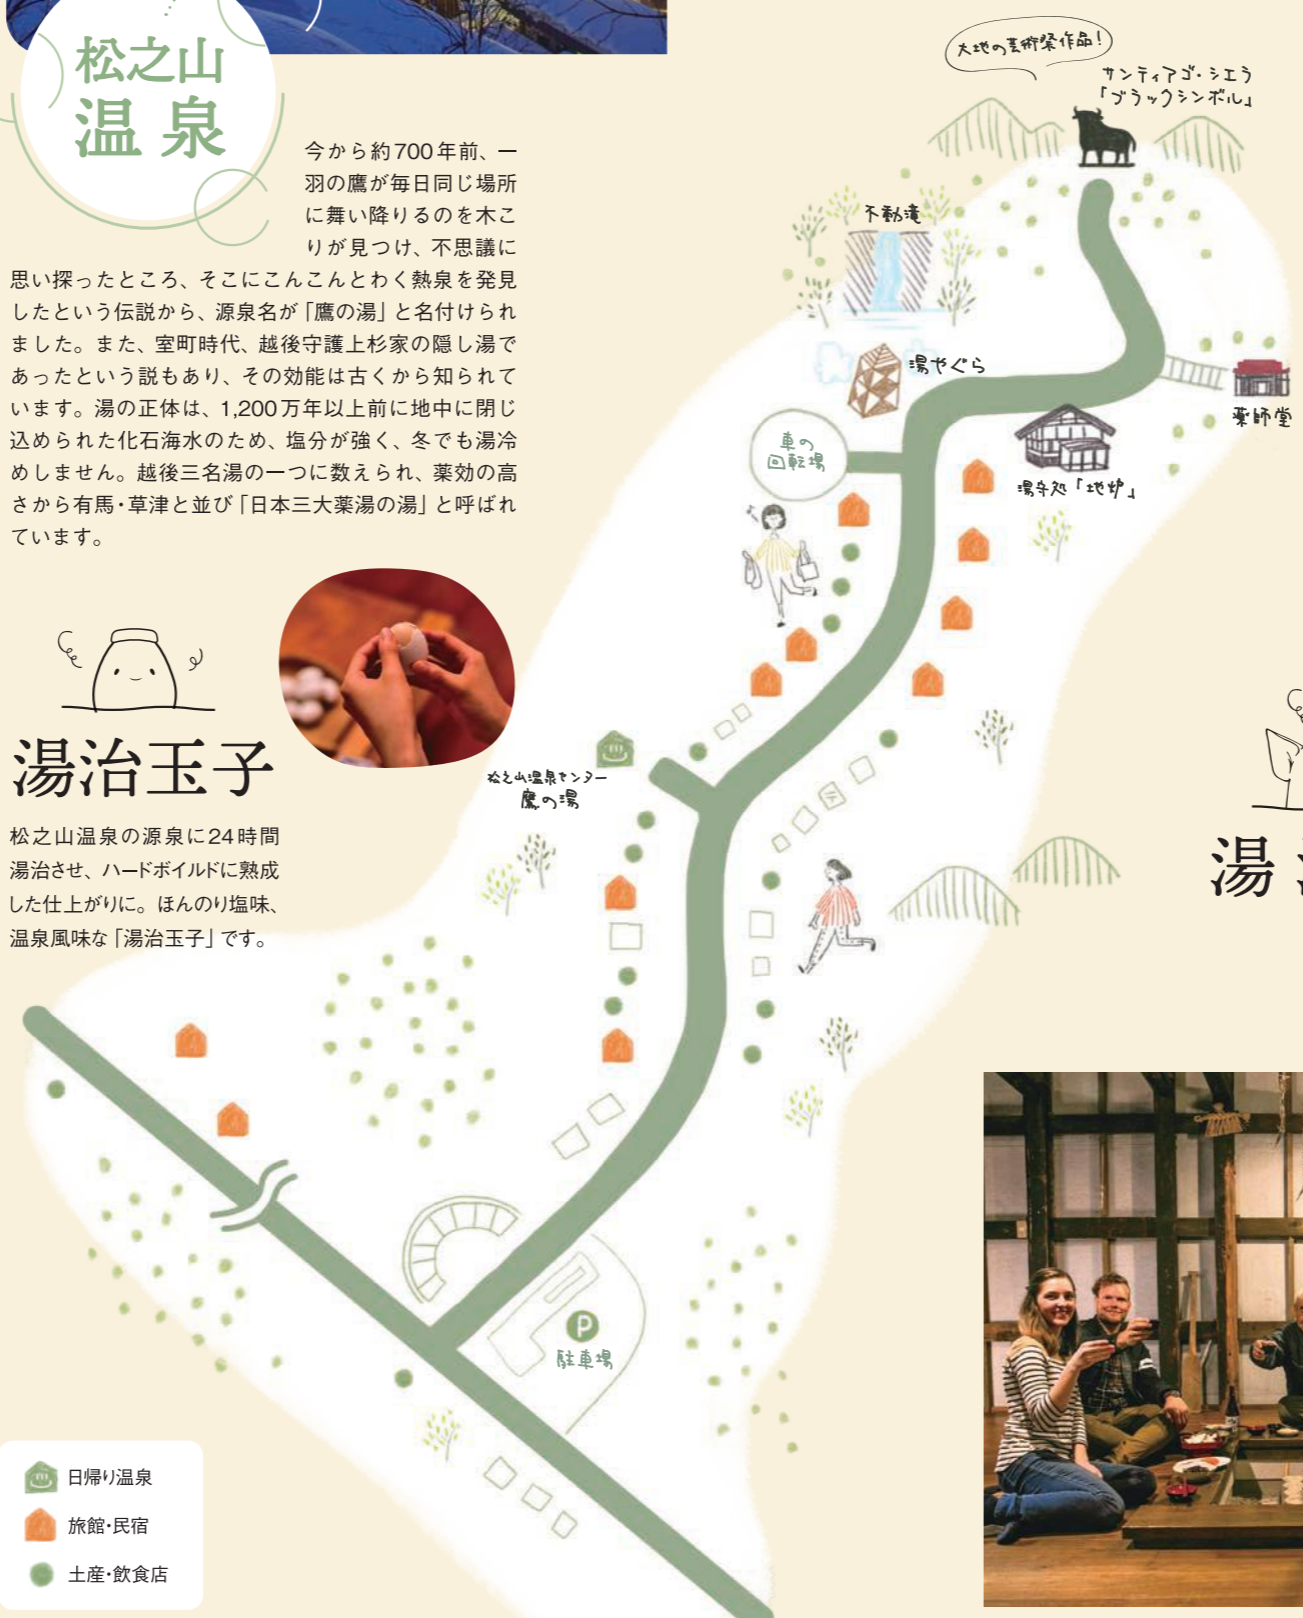 松之山
温泉
今から約700年前、一
羽の鷹が毎日同じ場所
に舞い降りるのを木こ
りが見つけ、不思議に
思い探ったところ、そこにこんこんとわく熱泉を発見
したという伝説から、源泉名が「鷹の湯」と名付けられ
ました。また、室町時代、越後守護上杉家の隠し湯で
あったという説もあり、その効能は古くから知られて
います。湯の正体は、1,200万年以上前に地中に閉じ
込められた化石海水のため、塩分が強く、冬でも湯冷
めしません。越後三名湯の一つに数えられ、薬効の高
さから有馬・草津と並び「日本三大薬湯の湯」と呼ばれ
ています。
湯治玉子
松之山温泉の源泉に24時間
湯治させ、ハードボイルドに熟成
した仕上がりに。ほんのり塩味、
温泉風味な「湯治玉子」です。
大地の芸術祭作品!
サンティアゴ・シエラ
「ブラックシンボル」
不動滝
湯やぐら
薬師堂
車の
回転場
湯守処「地炉」
松之山温泉センター
鷹の湯
〒
湯
P
駐車場
日帰り温泉
旅館・民宿
土産・飲食店